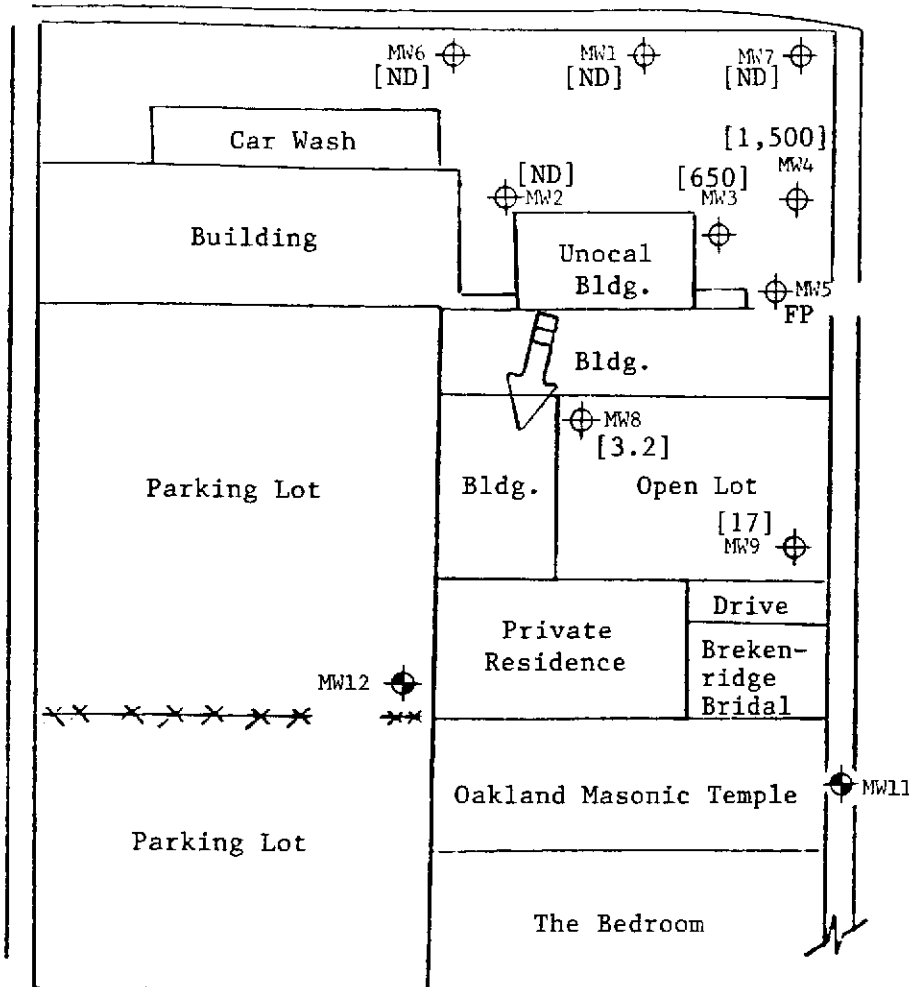 MW6
[ND]
MW1
[ND]
MW7
[ND]
Car Wash
[1,500]
MW4
[ND]
MW2
[650]
MW3
Building
Unocal
Bldg.
MW5
FP
Bldg.
MW8
[3.2]
Parking Lot
Bldg.
Open Lot
[17]
MW9
Drive
Private
Residence
Breken-
ridge
Bridal
MW12
Oakland Masonic Temple
MW11
Parking Lot
The Bedroom